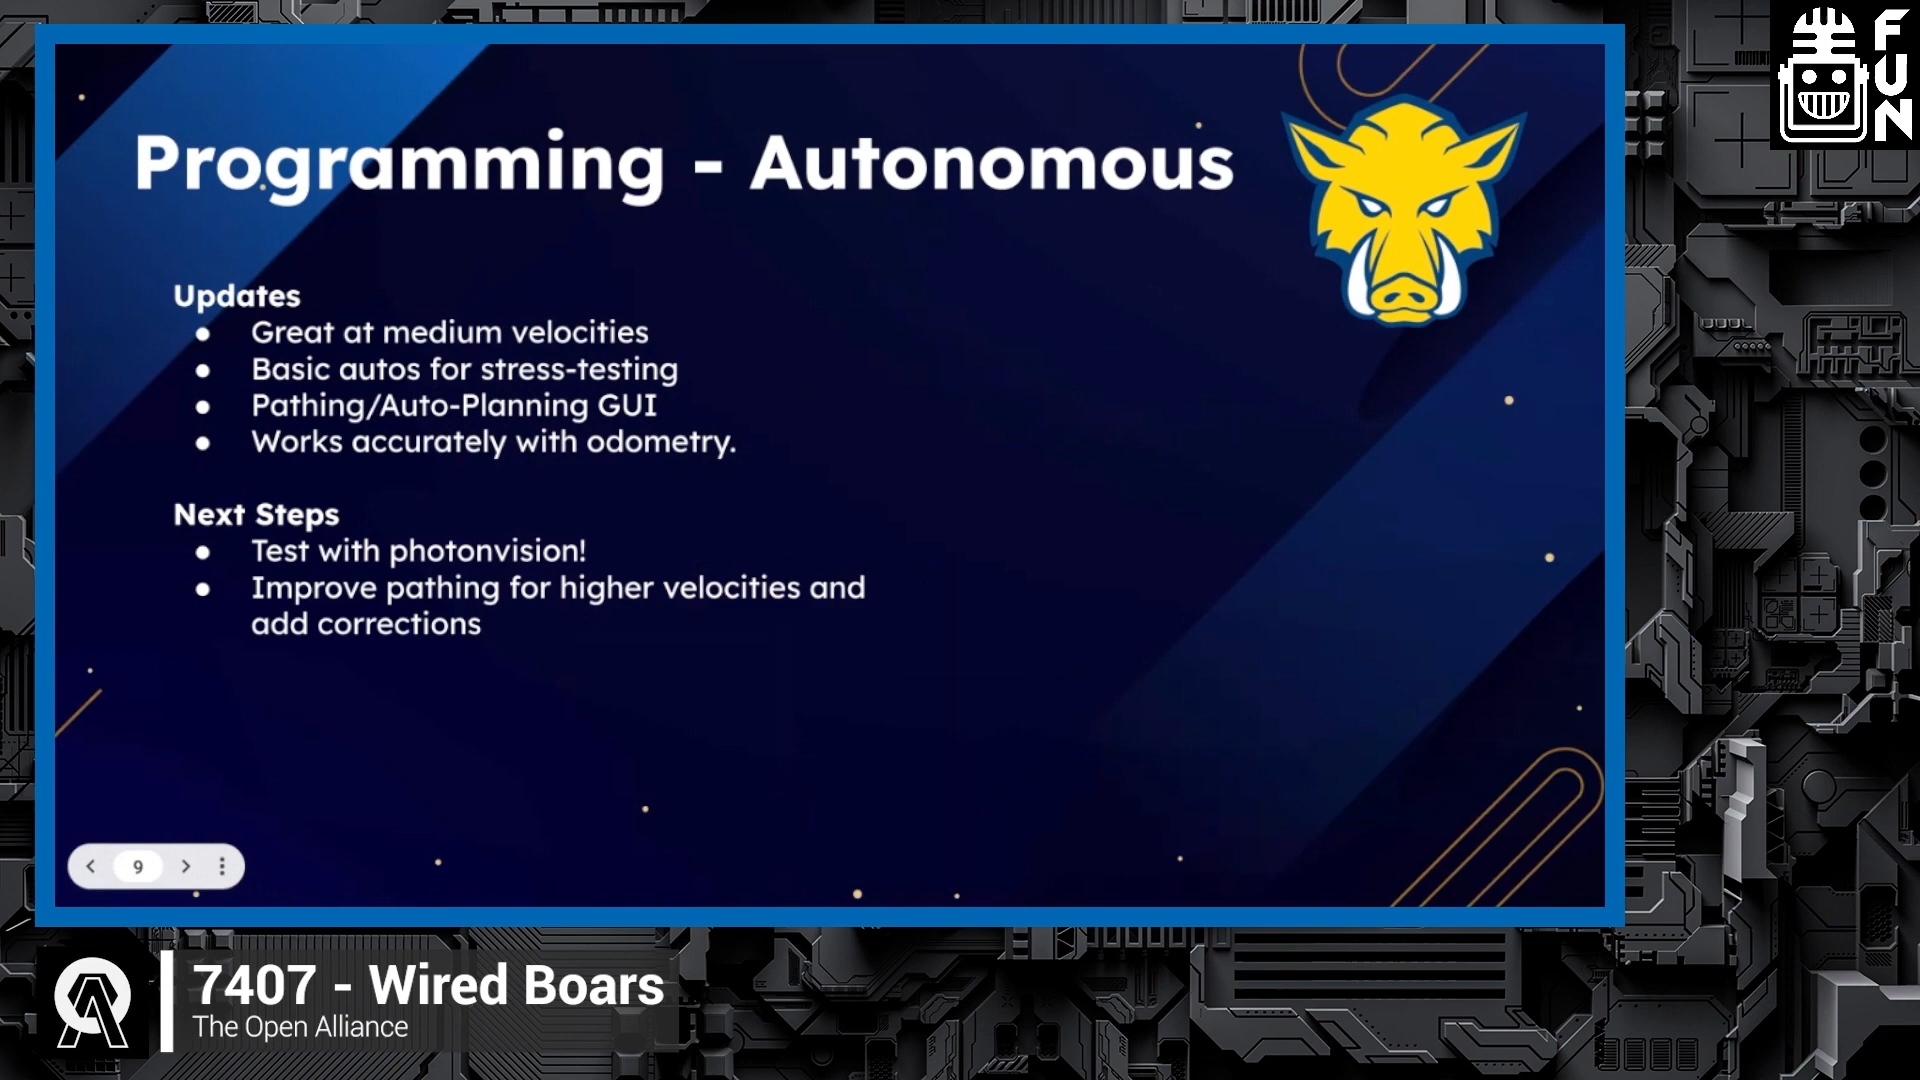 FUN
Programming - Autonomous
Updates
● Great at medium velocities
● Basic autos for stress-testing
● Pathing/Auto-Planning GUI
● Works accurately with odometry.
Next Steps
● Test with photonvision!
● Improve pathing for higher velocities and
add corrections
9
7407 - Wired Boars
The Open Alliance